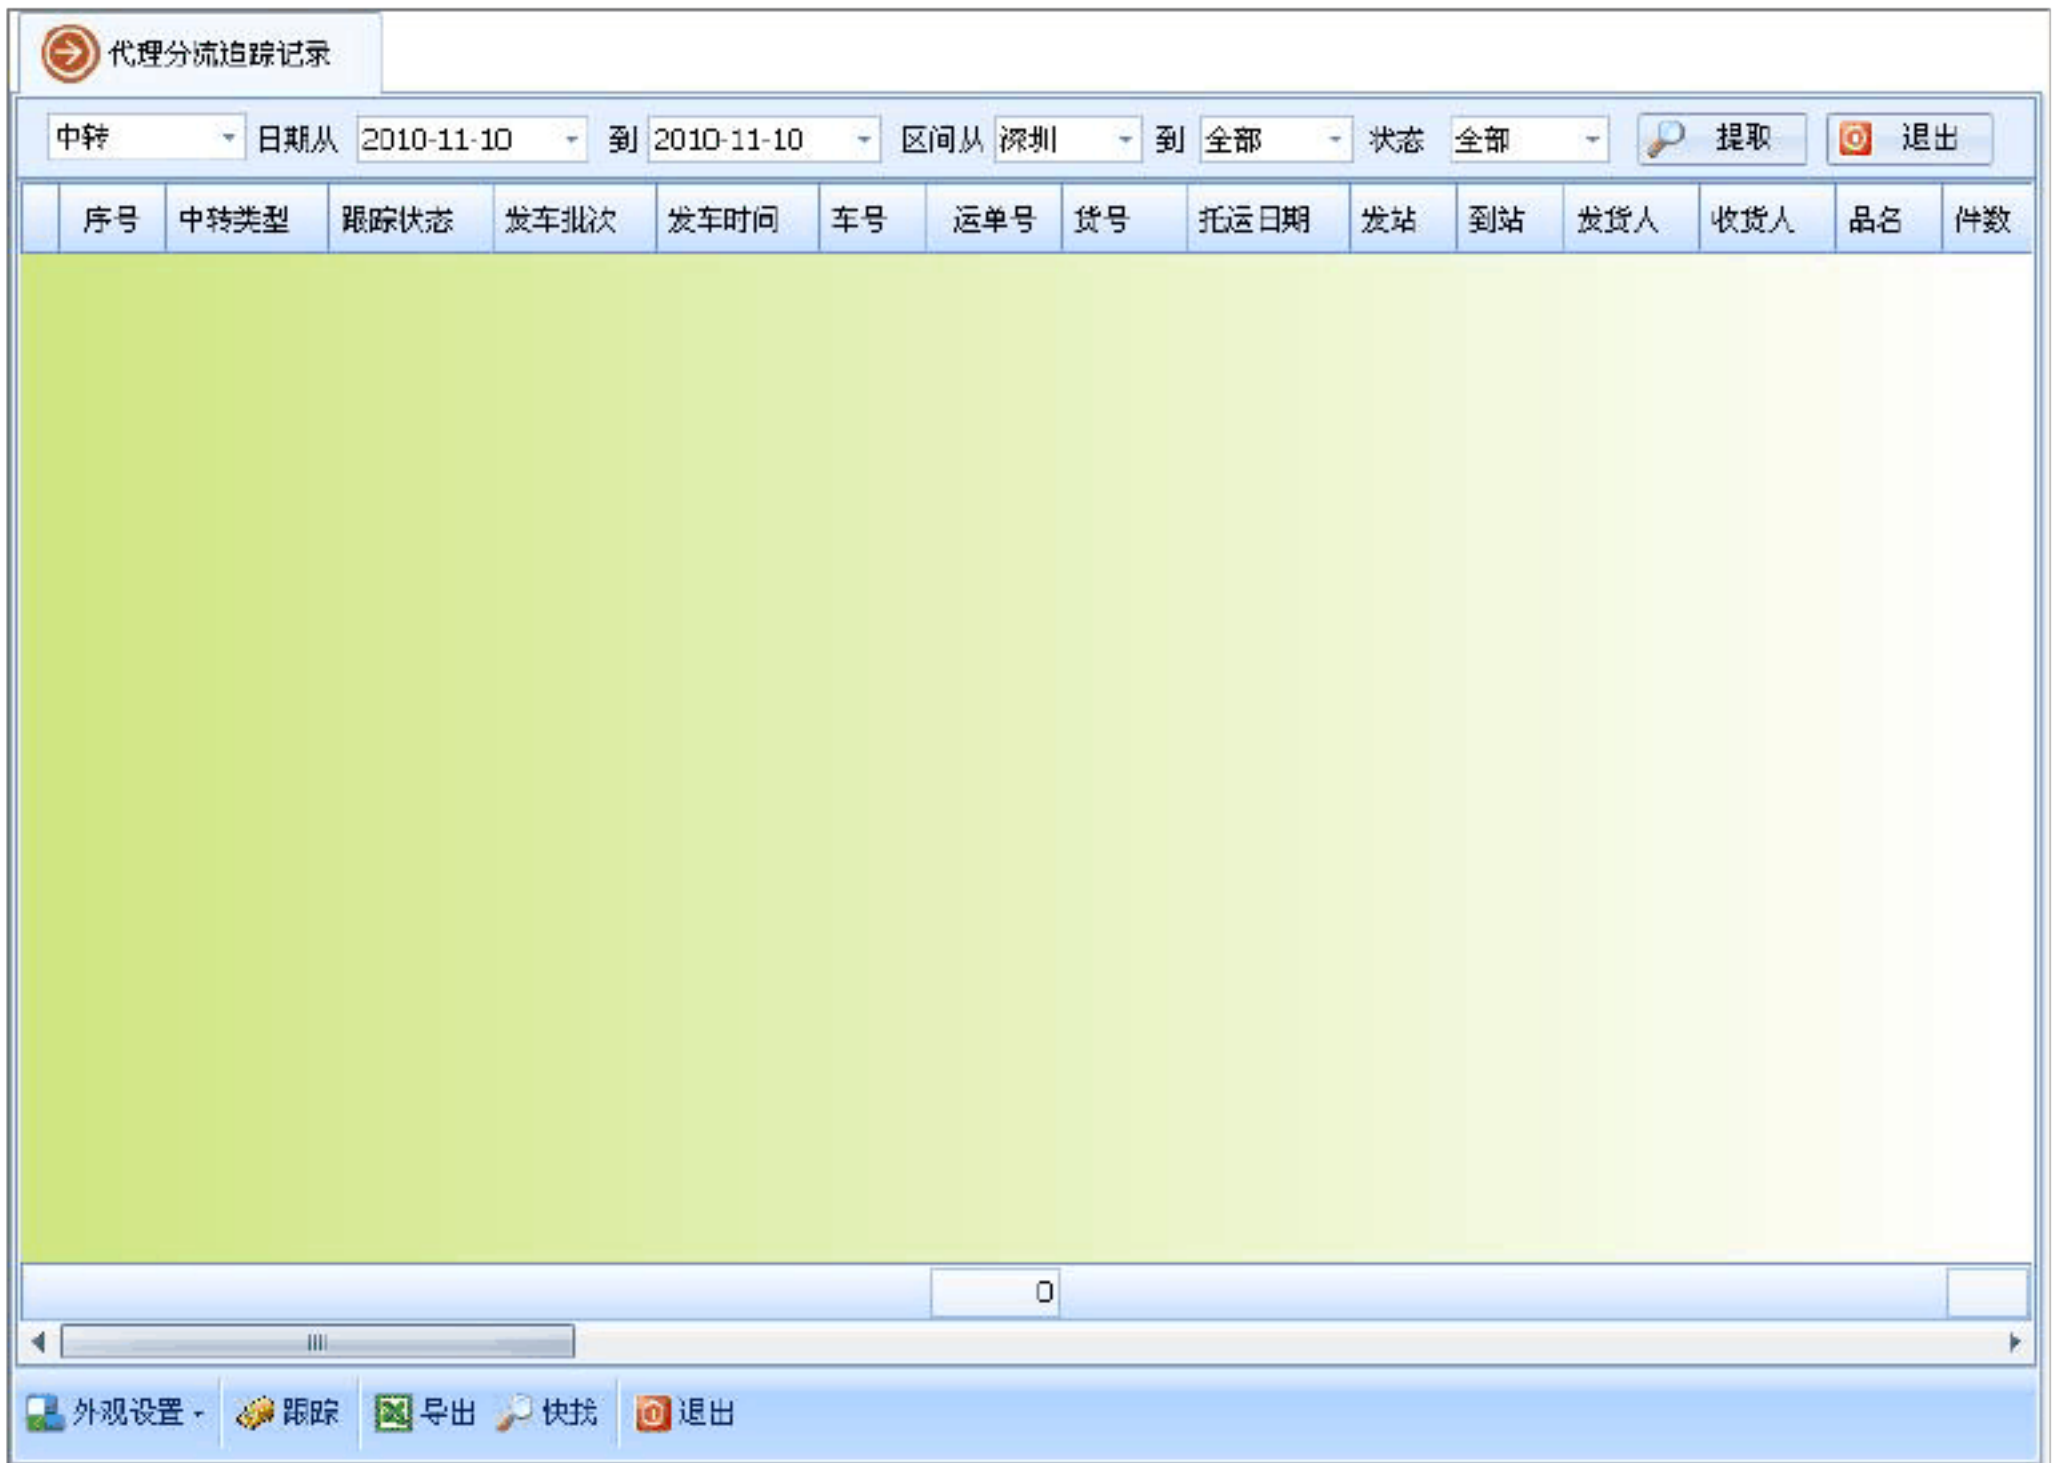 代理分流追踪记录
中转 日期从 2010-11-10 到 2010-11-10 区间从 深圳 到 全部 状态 全部 提取 退出
序号 中转类型 跟踪状态 发车批次 发车时间 车号 运单号 货号 托运日期 发站 到站 发货人 收货人 品名 件数
0
外观设置 跟踪 导出 快找 退出